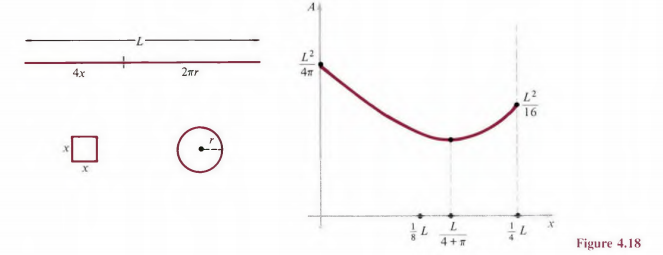 L
4x 2πr
x
x
r
A
L²/4π
L²/16
1/8 L L/4 + π 1/4 L x
Figure 4.18